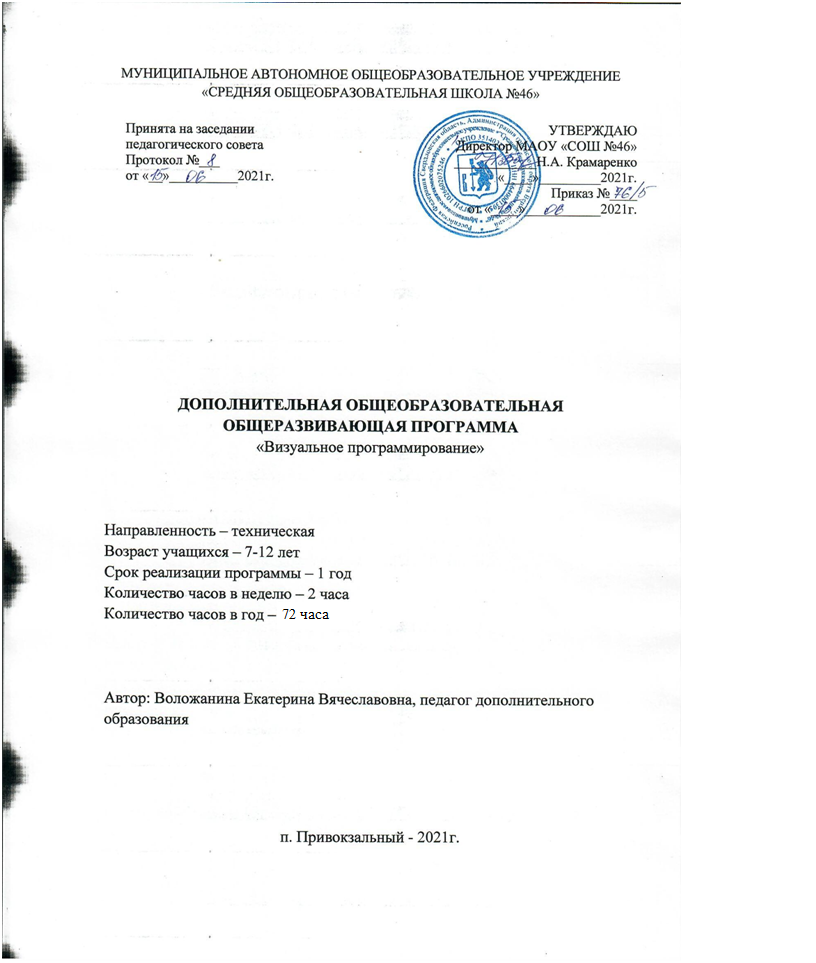 МУНИЦИПАЛЬНОЕ АВТОНОМНОЕ ОБЩЕОБРАЗОВАТЕЛЬНОЕ УЧРЕЖДЕНИЕ
«СРЕДНЯЯ ОБЩЕОБРАЗОВАТЕЛЬНАЯ ШКОЛА №46»
Принята на заседании
педагогического совета
Протокол № 8
от «15» 06 2021г.
УТВЕРЖДАЮ
Директор МАОУ «СОШ №46»
Н.А. Крамаренко
« » 2021г.
Приказ № 76/5
от « » 06 2021г.
ДОПОЛНИТЕЛЬНАЯ ОБЩЕОБРАЗОВАТЕЛЬНАЯ
ОБЩЕРАЗВИВАЮЩАЯ ПРОГРАММА
«Визуальное программирование»
Направленность – техническая
Возраст учащихся – 7-12 лет
Срок реализации программы – 1 год
Количество часов в неделю – 2 часа
Количество часов в год – 72 часа
Автор: Воложанина Екатерина Вячеславовна, педагог дополнительного
образования
п. Привокзальный - 2021г.